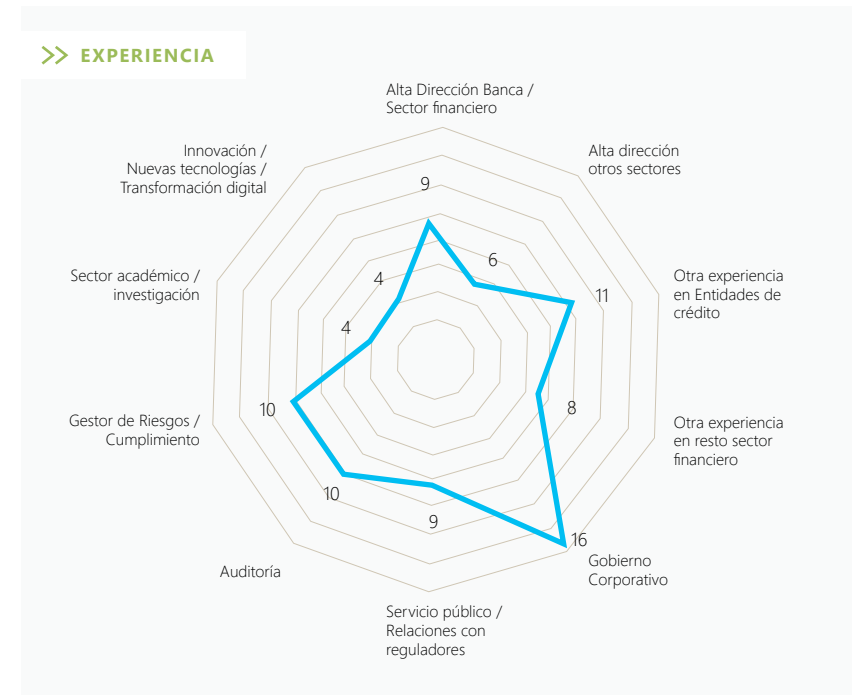 >> EXPERIENCIA
Alta Dirección Banca /
Sector financiero
9
Alta dirección
otros sectores
6
Otra experiencia
en Entidades de
crédito
11
Otra experiencia
en resto sector
financiero
8
Gobierno
Corporativo
16
Servicio público /
Relaciones con
reguladores
9
Auditoría
10
Gestor de Riesgos /
Cumplimiento
10
Sector académico /
investigación
4
Innovación /
Nuevas tecnologías /
Transformación digital
4